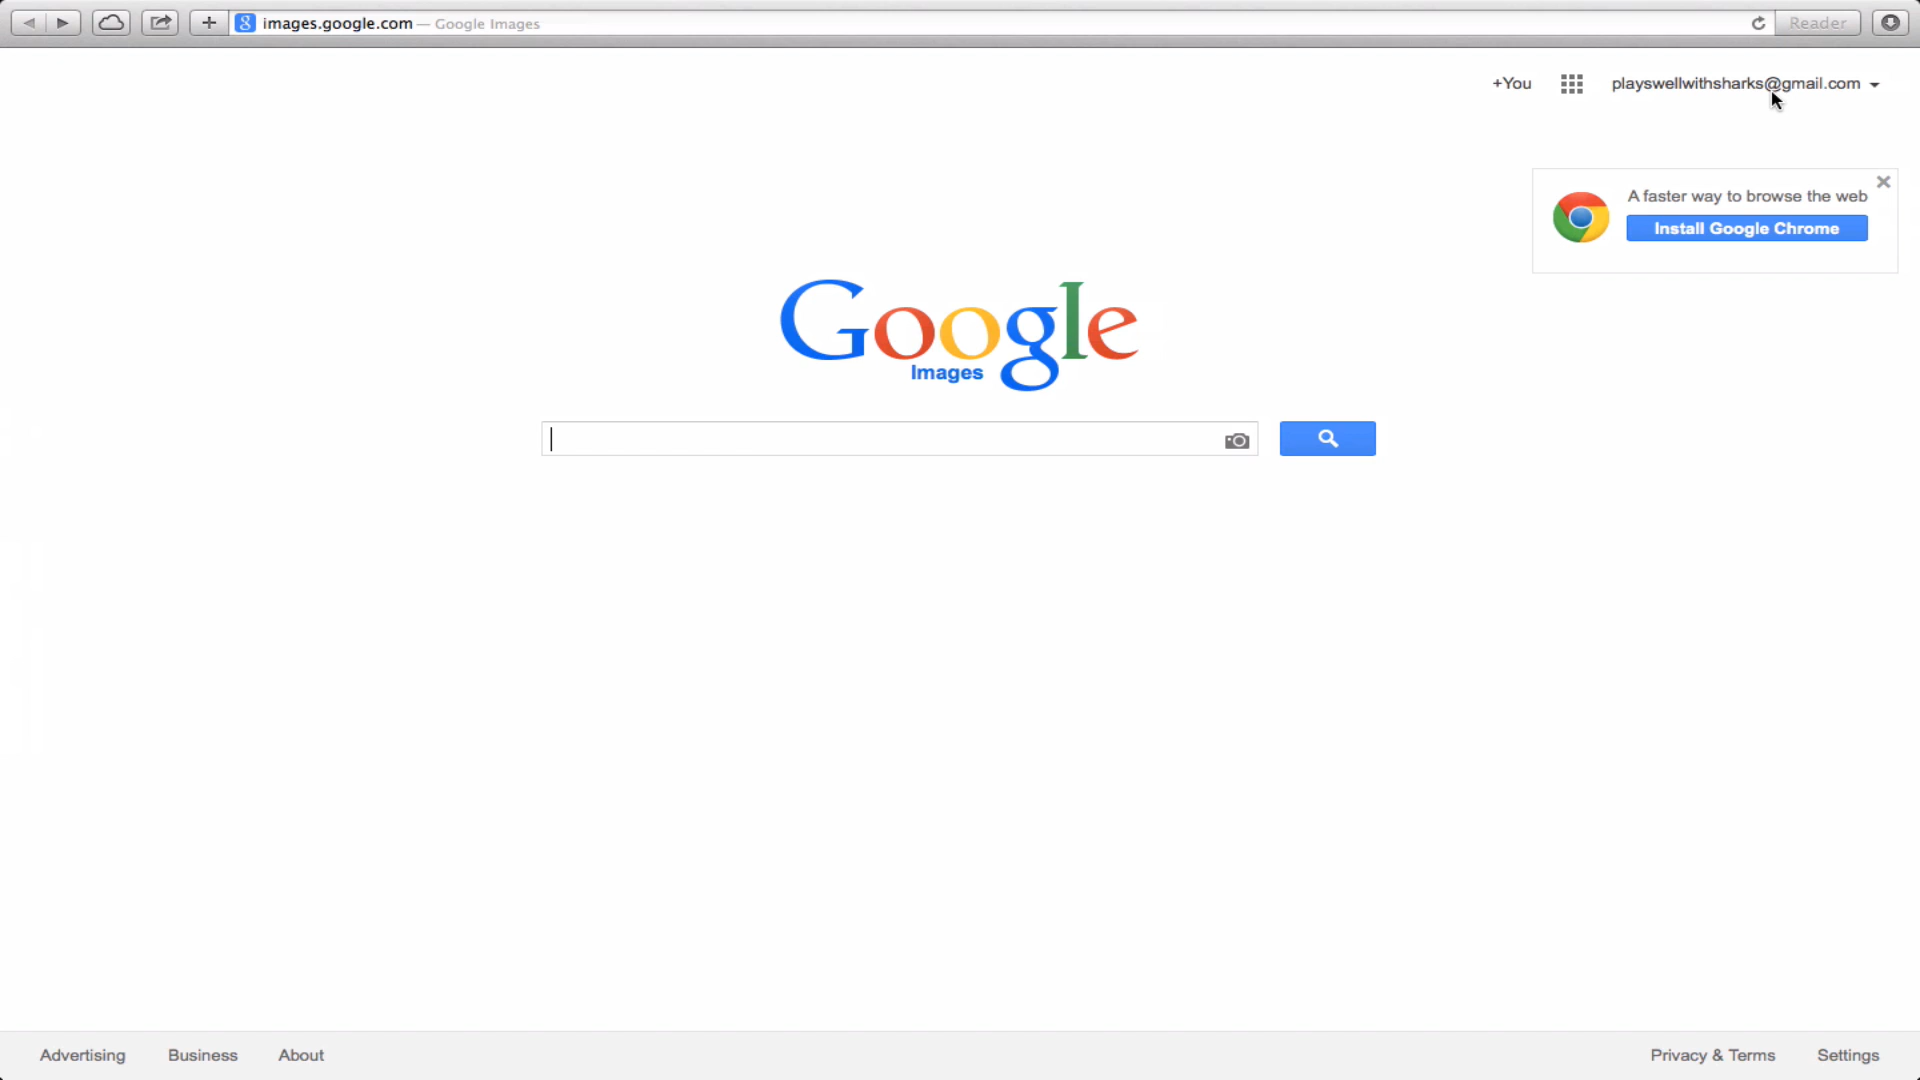 images.google.com — Google Images
Reader
+You
playswellwithsharks@gmail.com
A faster way to browse the web
Install Google Chrome
Google
Images
Advertising
Business
About
Privacy & Terms
Settings